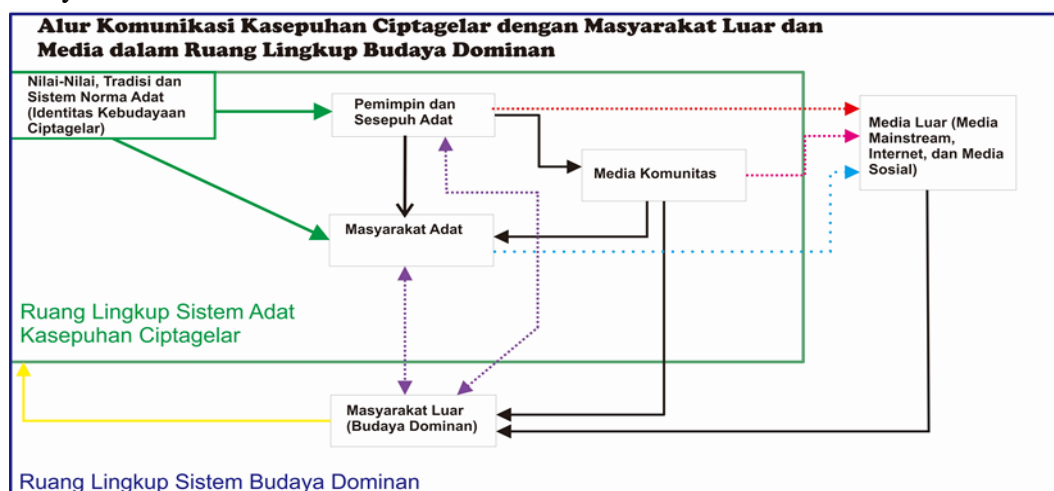 Alur Komunikasi Kasepuhan Ciptagelar dengan Masyarakat Luar dan
Media dalam Ruang Lingkup Budaya Dominan
Nilai-Nilai, Tradisi dan
Sistem Norma Adat
(Identitas Kebudayaan
Ciptagelar)
Pemimpin dan
Sesepuh Adat
Media Komunitas
Media Luar (Media
Mainstream,
Internet, dan Media
Sosial)
Masyarakat Adat
Ruang Lingkup Sistem Adat
Kasepuhan Ciptagelar
Masyarakat Luar
(Budaya Dominan)
Ruang Lingkup Sistem Budaya Dominan